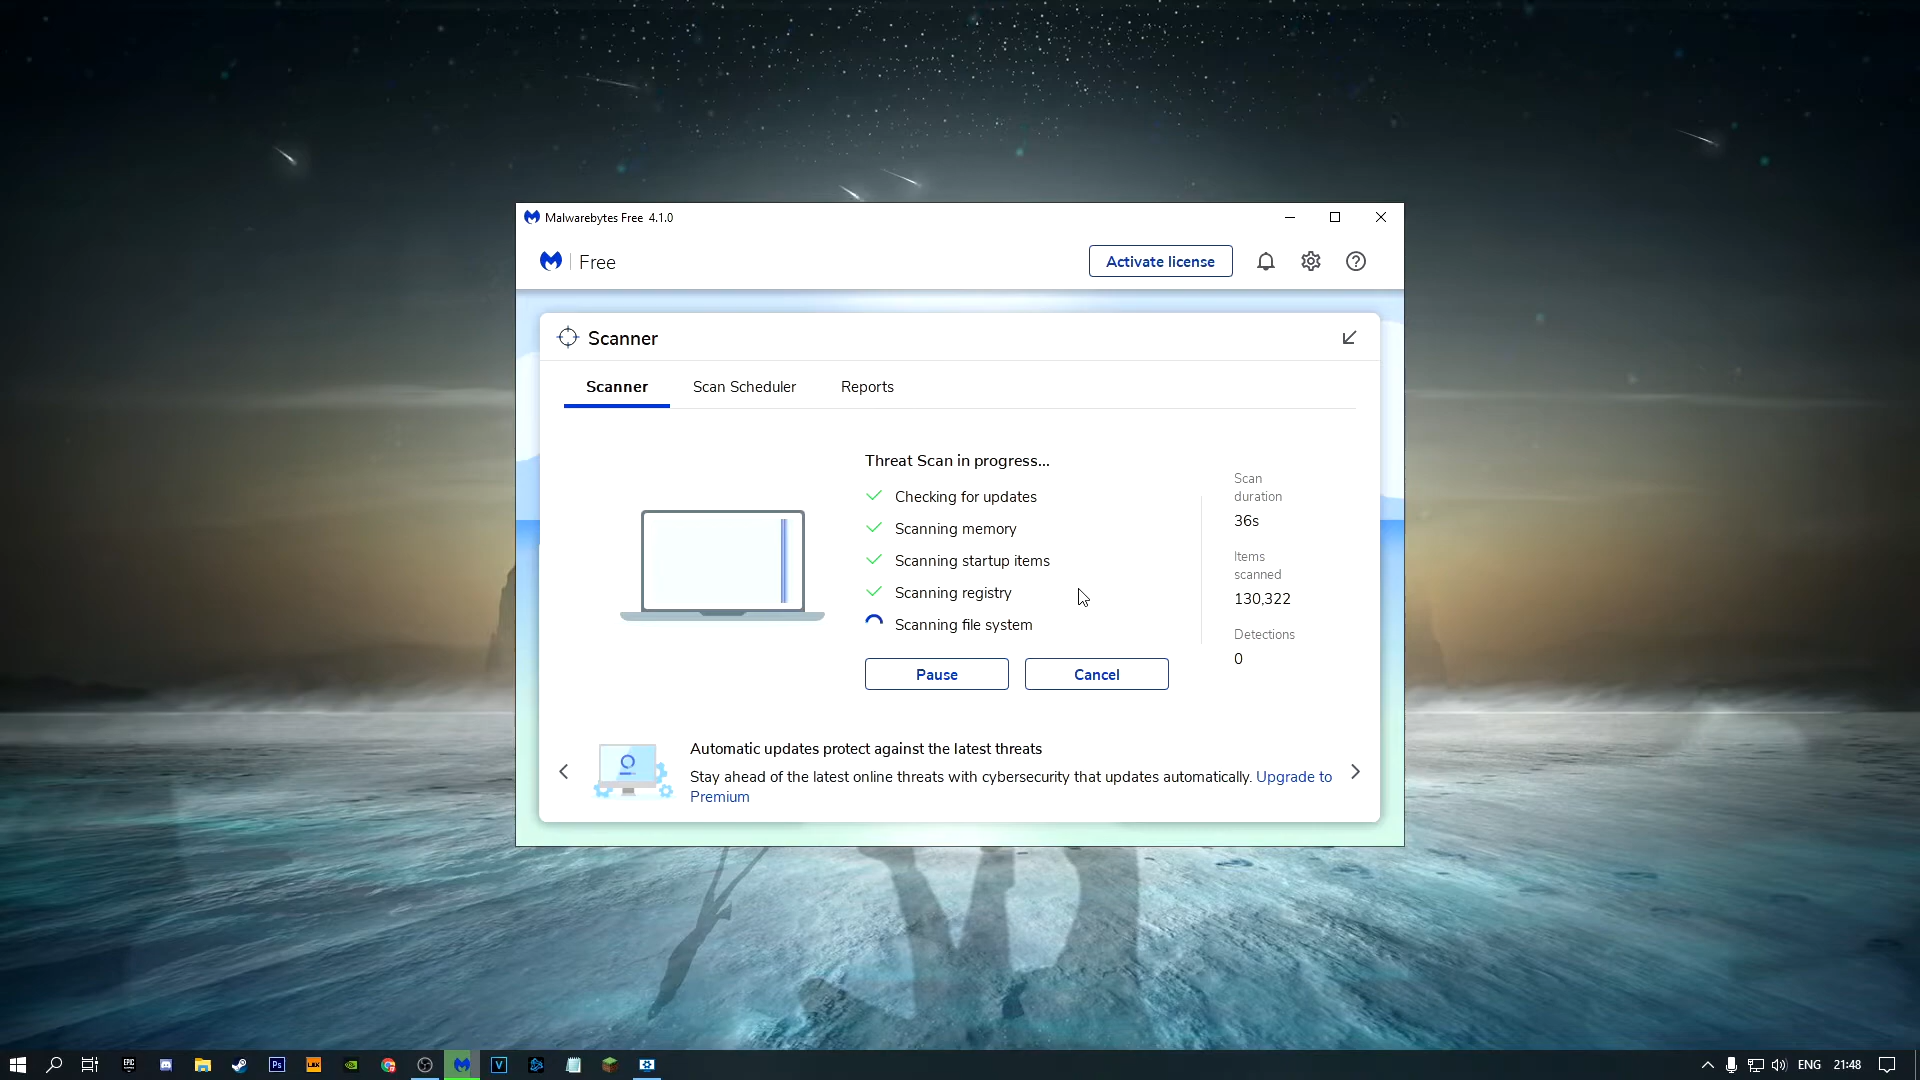 Malwarebytes Free 4.1.0
Free
Activate license
Scanner
Scanner
Scan Scheduler
Reports
Threat Scan in progress...
Checking for updates
Scanning memory
Scanning startup items
Scanning registry
Scanning file system
Pause
Cancel
Scan
duration
36s
Items
scanned
130,322
Detections
0
Automatic updates protect against the latest threats
Stay ahead of the latest online threats with cybersecurity that updates automatically. Upgrade to
Premium
EPIC
Ps
V
ENG
21:48